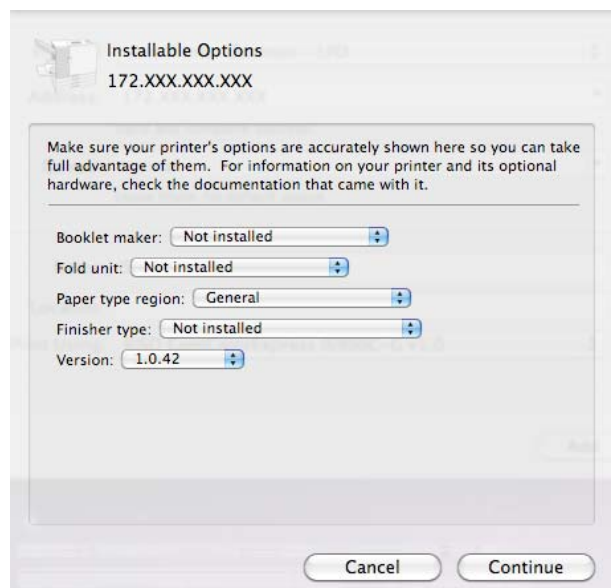 Installable Options
172.XXX.XXX.XXX
Make sure your printer's options are accurately shown here so you can take
full advantage of them. For information on your printer and its optional
hardware, check the documentation that came with it.
Booklet maker: Not installed
Fold unit: Not installed
Paper type region: General
Finisher type: Not installed
Version: 1.0.42
Cancel Continue